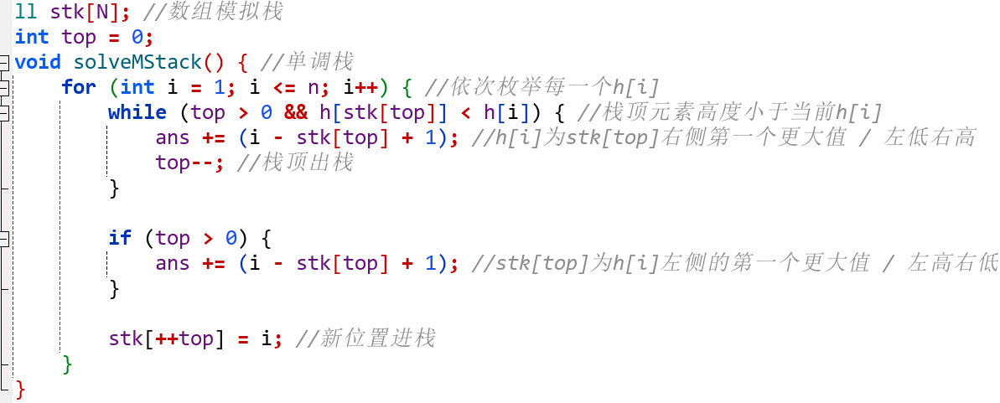 ll stk[N]; //数组模拟栈
int top = 0;
void solveMStack() { //单调栈
for (int i = 1; i <= n; i++) { //依次枚举每一个h[i]
while (top > 0 && h[stk[top]] < h[i]) { //栈顶元素高度小于当前h[i]
ans += (i - stk[top] + 1); //h[i]为stk[top]右侧第一个更大值 / 左低右高
top--; //栈顶出栈
}
if (top > 0) {
ans += (i - stk[top] + 1); //stk[top]为h[i]左侧的第一个更大值 / 左高右低
}
stk[++top] = i; //新位置进栈
}
}